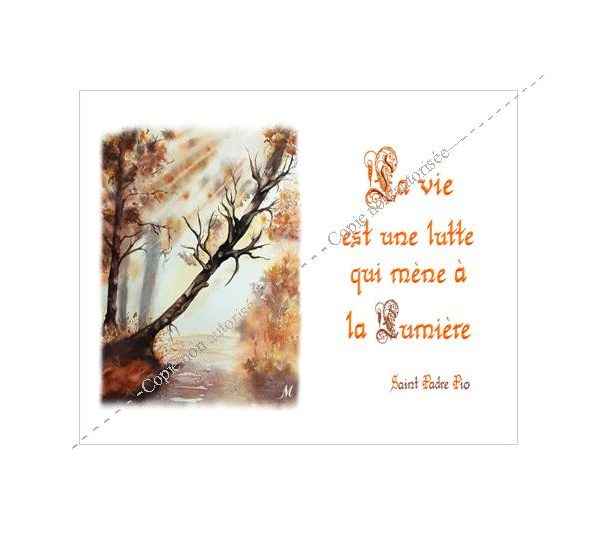 La vie
est une lutte
qui mène à
la Lumière
Saint Padre Pio
M
Copie non autorisée
Copie non autorisée